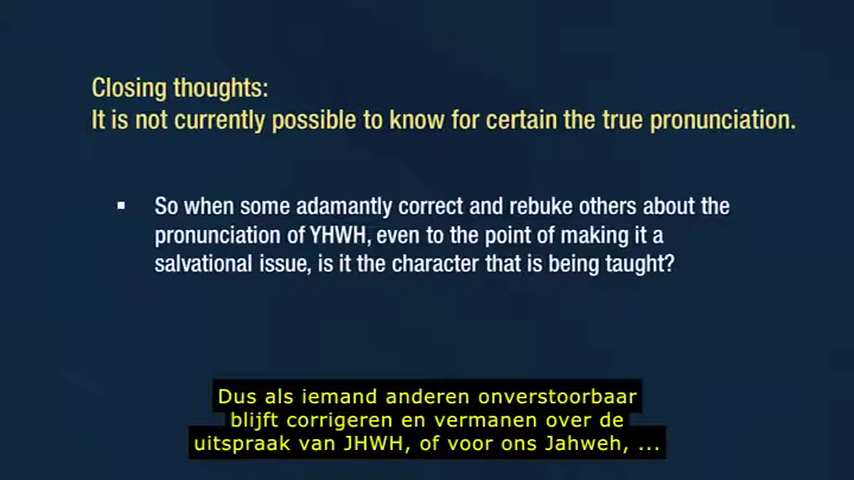 Closing thoughts:
It is not currently possible to know for certain the true pronunciation.
▪ So when some adamantly correct and rebuke others about the
pronunciation of YHWH, even to the point of making it a
salvational issue, is it the character that is being taught?
Dus als iemand anderen onverstoorbaar
blijft corrigeren en vermanen over de
uitspraak van JHWH, of voor ons Jahweh, ...